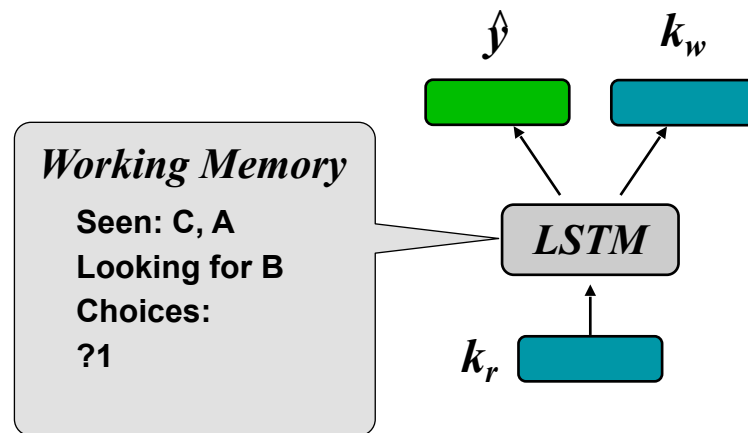 ŷ
k_w
Working Memory
Seen: C, A
Looking for B
Choices:
?1
LSTM
k_r